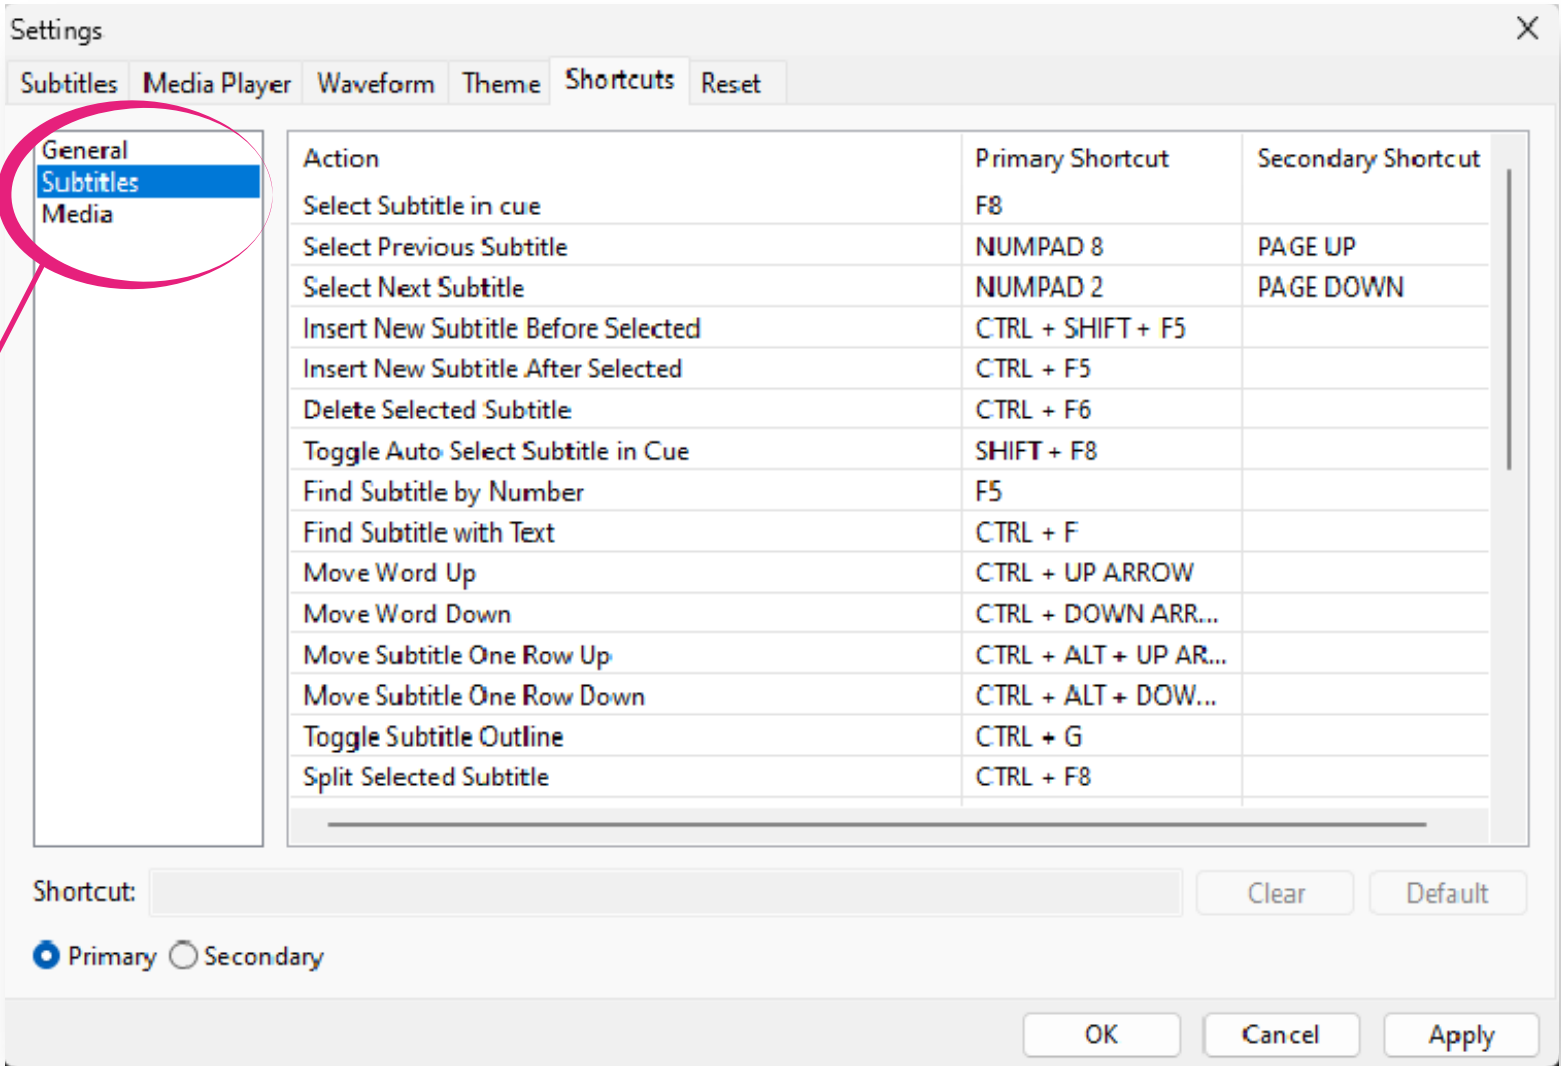 Settings
Subtitles Media Player Waveform Theme Shortcuts Reset
General
Subtitles
Media
Action Primary Shortcut Secondary Shortcut
Select Subtitle in cue F8
Select Previous Subtitle NUMPAD 8 PAGE UP
Select Next Subtitle NUMPAD 2 PAGE DOWN
Insert New Subtitle Before Selected CTRL + SHIFT + F5
Insert New Subtitle After Selected CTRL + F5
Delete Selected Subtitle CTRL + F6
Toggle Auto Select Subtitle in Cue SHIFT + F8
Find Subtitle by Number F5
Find Subtitle with Text CTRL + F
Move Word Up CTRL + UP ARROW
Move Word Down CTRL + DOWN ARR...
Move Subtitle One Row Up CTRL + ALT + UP AR...
Move Subtitle One Row Down CTRL + ALT + DOW...
Toggle Subtitle Outline CTRL + G
Split Selected Subtitle CTRL + F8
Shortcut: Clear Default
Primary Secondary
OK Cancel Apply